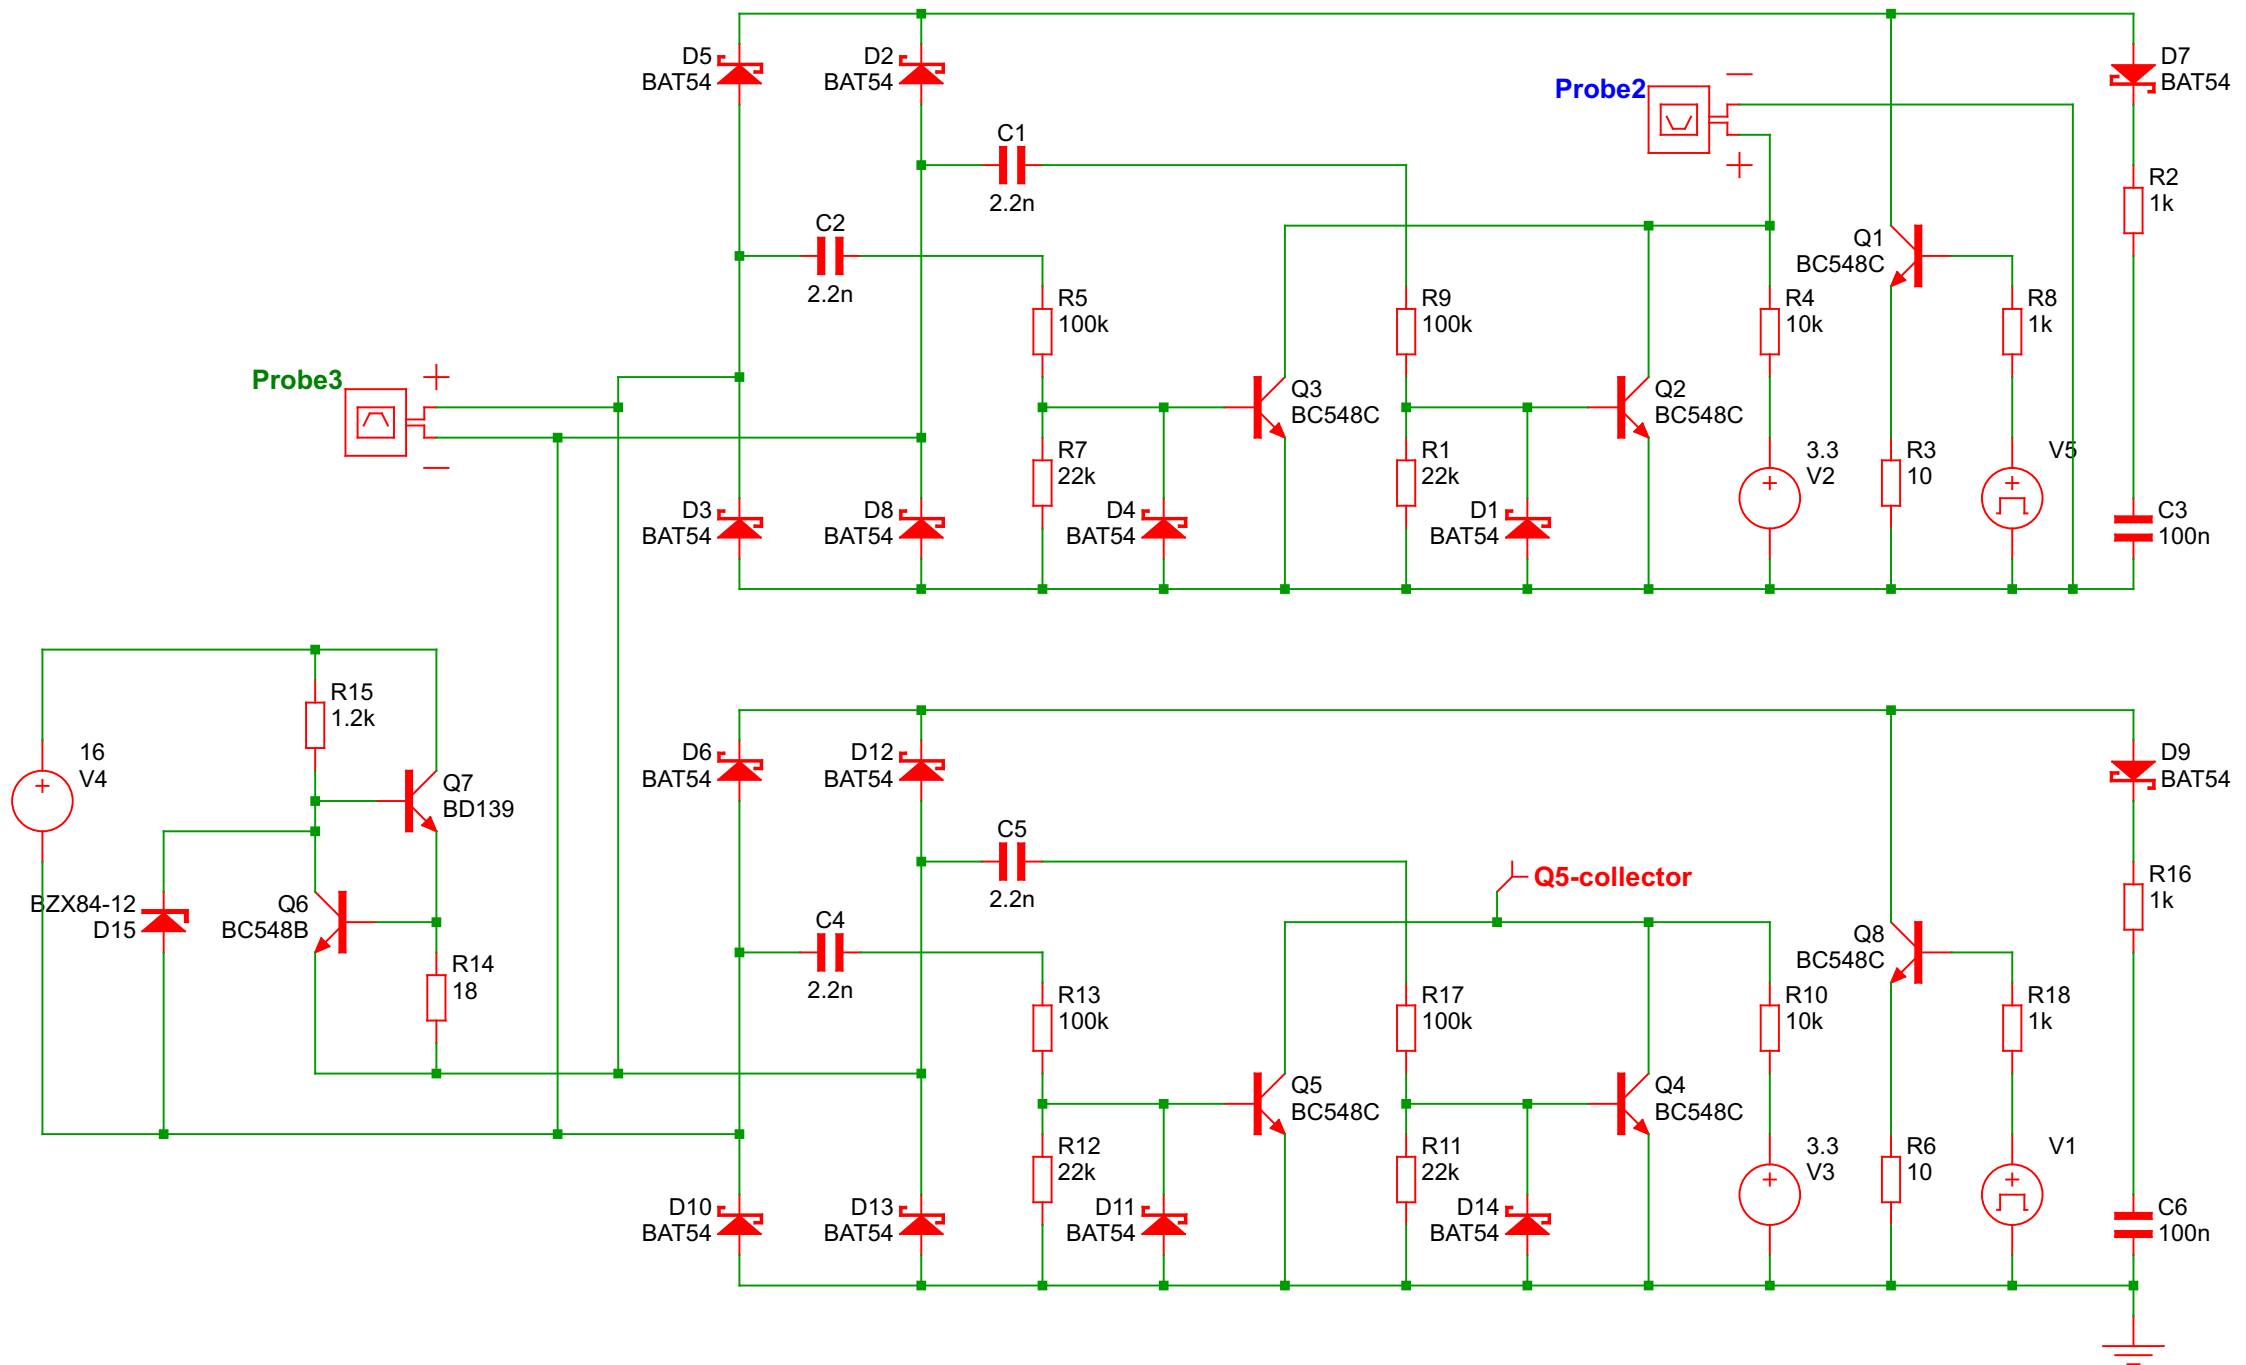 D5
BAT54
D2
BAT54
D7
BAT54
Probe2
C1
2.2n
R2
1k
C2
2.2n
Q1
BC548C
R5
100k
R9
100k
R4
10k
R8
1k
Probe3
Q3
BC548C
Q2
BC548C
R7
22k
R1
22k
3.3
V2
R3
10
V5
D3
BAT54
D8
BAT54
D4
BAT54
D1
BAT54
C3
100n
R15
1.2k
16
V4
Q7
BD139
D6
BAT54
D12
BAT54
D9
BAT54
C5
2.2n
Q5-collector
R16
1k
BZX84-12
D15
Q6
BC548B
C4
2.2n
Q8
BC548C
R14
18
R13
100k
R17
100k
R10
10k
R18
1k
Q5
BC548C
Q4
BC548C
R12
22k
R11
22k
3.3
V3
R6
10
V1
D10
BAT54
D13
BAT54
D11
BAT54
D14
BAT54
C6
100n